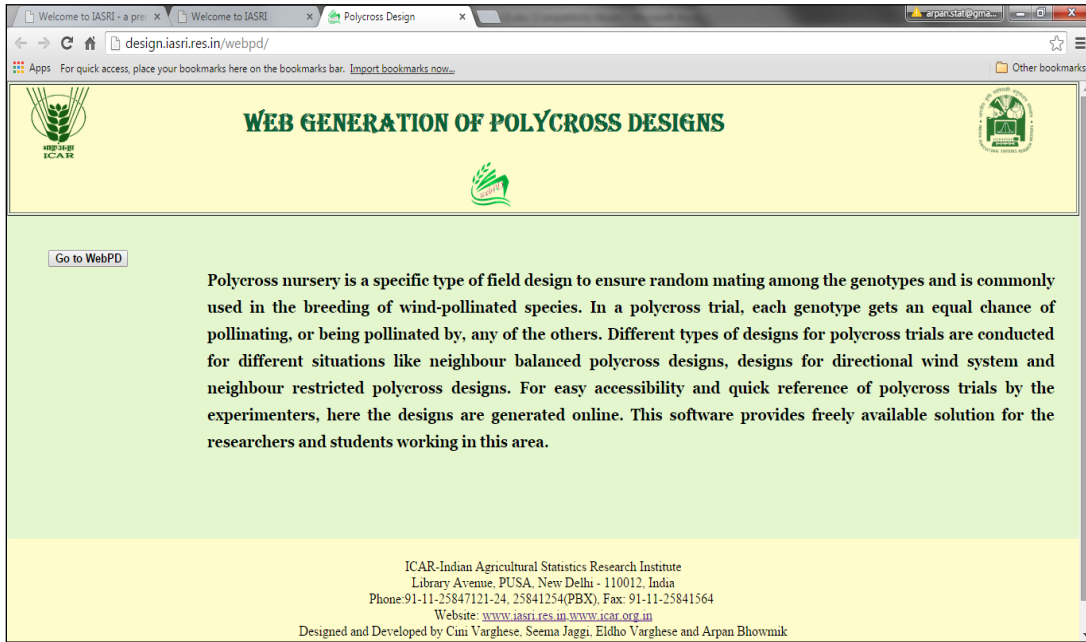 Welcome to IASRI - a pre
Welcome to IASRI
Polycross Design
arpan.stat@gma...
design.iasri.res.in/webpd/
Apps For quick access, place your bookmarks here on the bookmarks bar. Import bookmarks now...
Other bookmarks
ICAR
WEB GENERATION OF POLYCROSS DESIGNS
Go to WebPD
Polycross nursery is a specific type of field design to ensure random mating among the genotypes and is commonly
used in the breeding of wind-pollinated species. In a polycross trial, each genotype gets an equal chance of
pollinating, or being pollinated by, any of the others. Different types of designs for polycross trials are conducted
for different situations like neighbour balanced polycross designs, designs for directional wind system and
neighbour restricted polycross designs. For easy accessibility and quick reference of polycross trials by the
experimenters, here the designs are generated online. This software provides freely available solution for the
researchers and students working in this area.
ICAR-Indian Agricultural Statistics Research Institute
Library Avenue, PUSA, New Delhi - 110012, India
Phone:91-11-25847121-24, 25841254(PBX), Fax: 91-11-25841564
Website: www.iasri.res.in,www.icar.org.in
Designed and Developed by Cini Varghese, Seema Jaggi, Eldho Varghese and Arpan Bhowmik